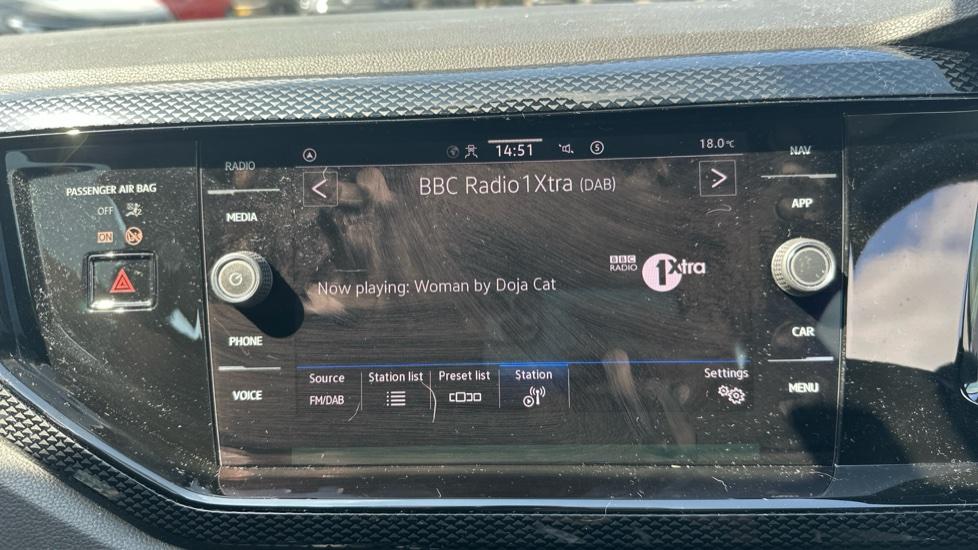 RADIO
MEDIA
PHONE
VOICE
PASSENGER AIR BAG
OFF
ON
14:51
5
18.0°C
< BBC Radio1Xtra (DAB) >
Now playing: Woman by Doja Cat
BBC
RADIO
1Xtra
Source
FM/DAB
Station list
Preset list
Station
Settings
NAV
APP
CAR
MENU